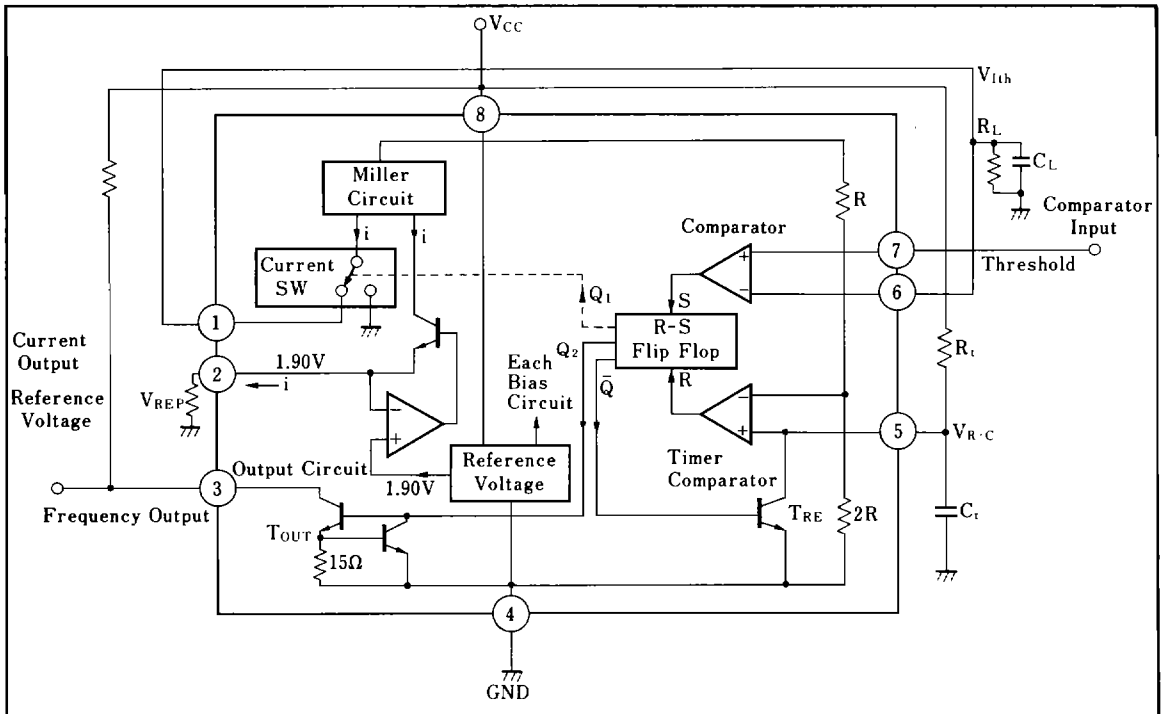 VCC
VIth
8
RL
CL
Miller
Circuit
R
Comparator
Input
Comparator
i
i
+
−
7
Threshold
6
Current
SW
Q1
S
1
R-S
Flip Flop
Q2
Q̄
R
Rt
Current
Output
Reference
Voltage
1.90V
2
i
VREP
Each
Bias
Circuit
−
+
−
+
5
VR·C
Timer
Comparator
Reference
Voltage
1.90V
Output Circuit
3
Frequency Output
TOUT
15Ω
TRE
2R
Cτ
4
GND